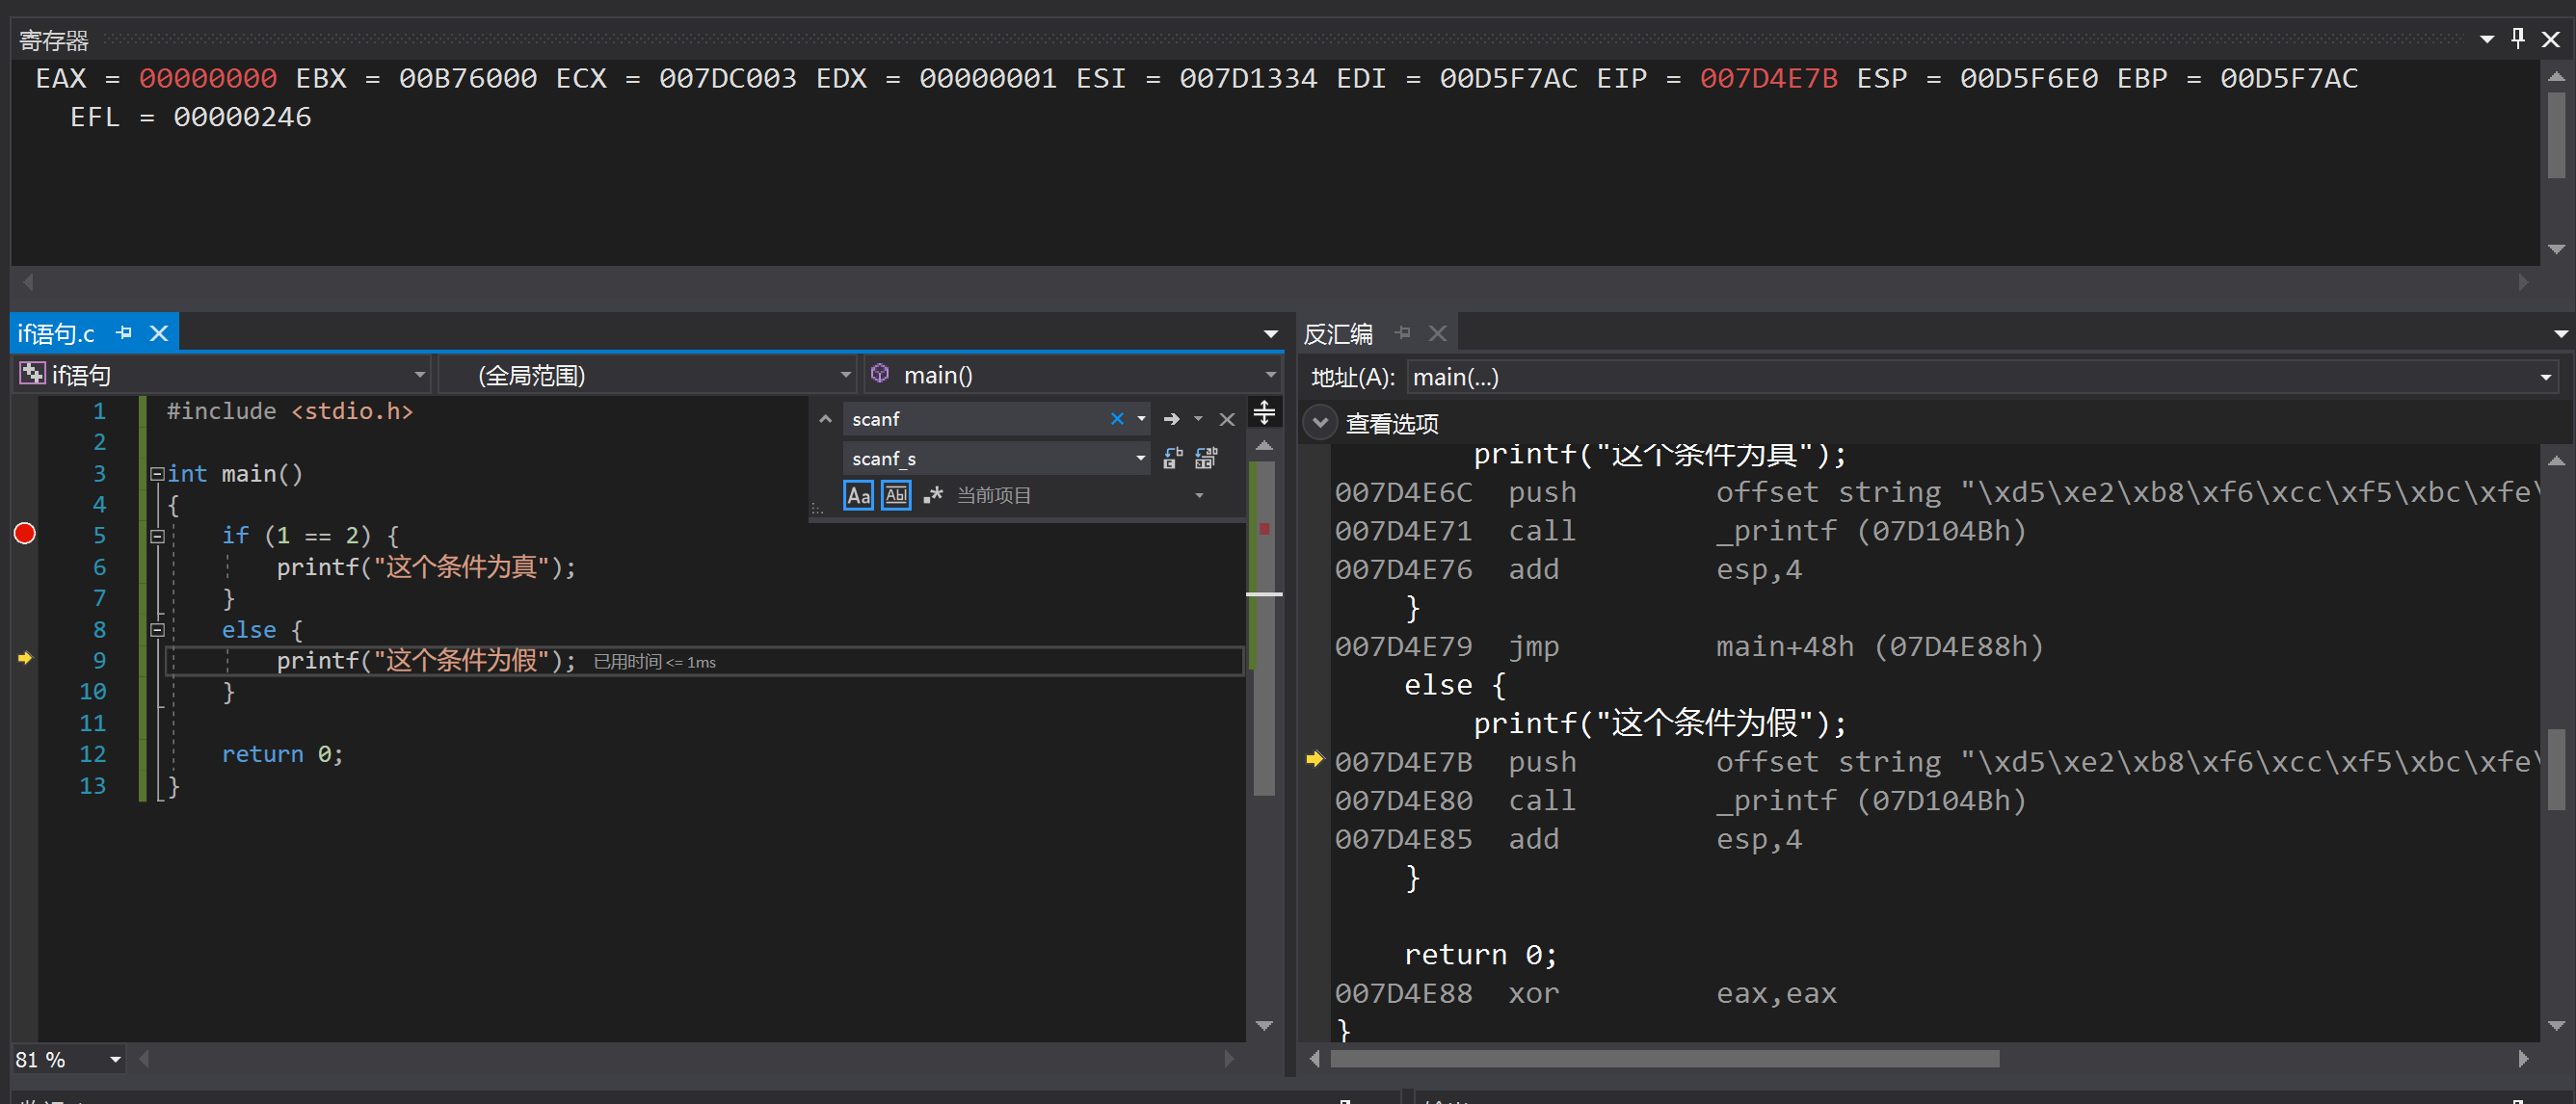 寄存器
EAX = 00000000 EBX = 00B76000 ECX = 007DC003 EDX = 00000001 ESI = 007D1334 EDI = 00D5F7AC EIP = 007D4E7B ESP = 00D5F6E0 EBP = 00D5F7AC
EFL = 00000246
if语句.c
if语句
(全局范围)
main()
scanf
scanf_s
Aa Abl .* 当前项目
1 #include <stdio.h>
2
3 int main()
4 {
5 if (1 == 2) {
6 printf("这个条件为真");
7 }
8 else {
9 printf("这个条件为假"); 已用时间 <= 1ms
10 }
11
12 return 0;
13 }
81 %
反汇编
地址(A): main(...)
查看选项
printf("这个条件为真");
007D4E6C push offset string "\xd5\xe2\xb8\xf6\xcc\xf5\xbc\xfe\
007D4E71 call _printf (07D104Bh)
007D4E76 add esp,4
}
007D4E79 jmp main+48h (07D4E88h)
else {
printf("这个条件为假");
007D4E7B push offset string "\xd5\xe2\xb8\xf6\xcc\xf5\xbc\xfe\
007D4E80 call _printf (07D104Bh)
007D4E85 add esp,4
}
return 0;
007D4E88 xor eax,eax
}